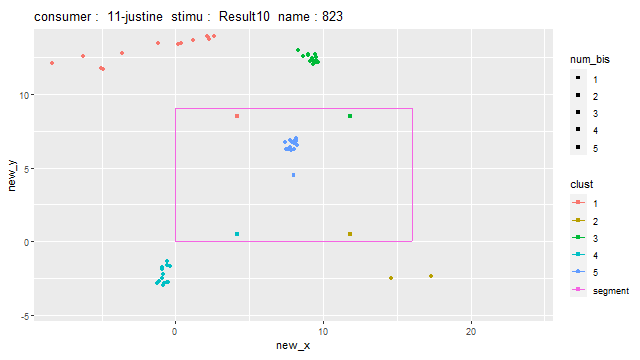 consumer :  11-justine  stimu :  Result10  name : 823
new_y
10
5
0
-5
0
10
20
new_x
num_bis
1
2
3
4
5
clust
1
2
3
4
5
segment